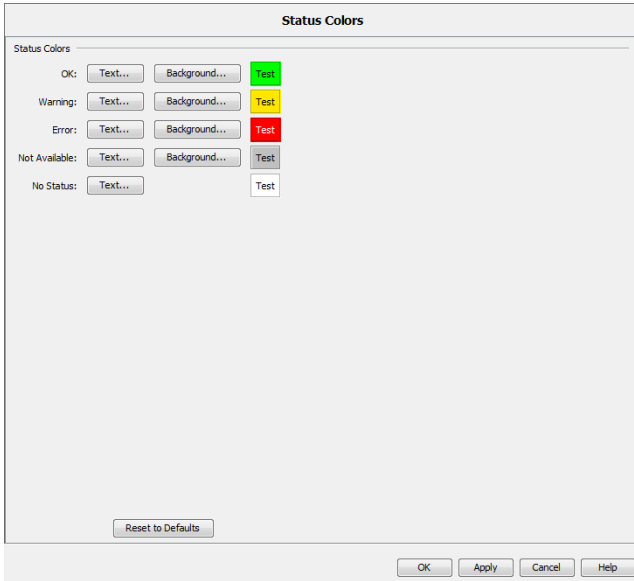 Status Colors
Status Colors
OK: Text... Background... Test
Warning: Text... Background... Test
Error: Text... Background... Test
Not Available: Text... Background... Test
No Status: Text... Test
Reset to Defaults
OK Apply Cancel Help